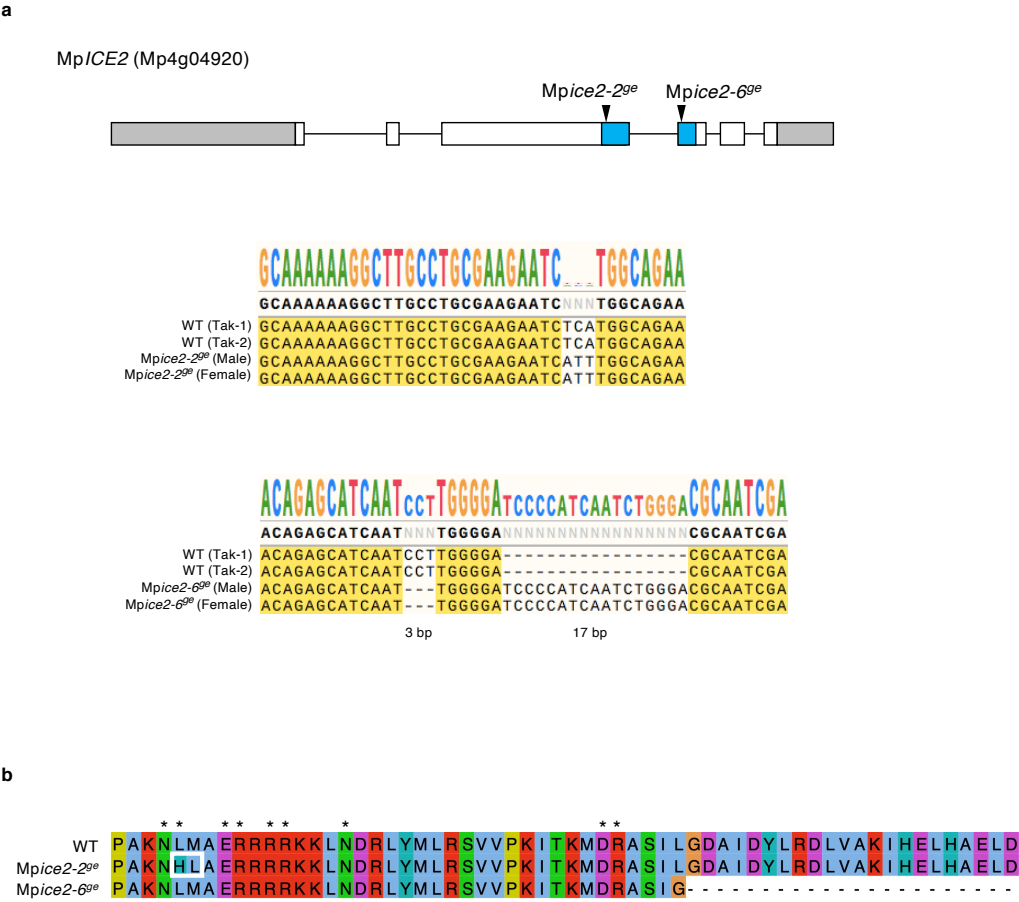 a
MpICE2 (Mp4g04920)
Mpice2-2ge Mpice2-6ge
GCAAAAAAGGCTTGCCTGCGAAGAATC...TGGCAGAA
GCAAAAAAGGCTTGCCTGCGAAGAATCNNNTGGCAGAA
WT (Tak-1) GCAAAAAAGGCTTGCCTGCGAAGAATCTCATGGCAGAA
WT (Tak-2) GCAAAAAAGGCTTGCCTGCGAAGAATCTCATGGCAGAA
Mpice2-2ge (Male) GCAAAAAAGGCTTGCCTGCGAAGAATCATTTGGCAGAA
Mpice2-2ge (Female) GCAAAAAAGGCTTGCCTGCGAAGAATCATTTGGCAGAA
ACAGAGCATCAATCCTTGGGGATCCCCATCAATCTGGGACGCAATCGA
ACAGAGCATCAATNNNTGGGGANNNNNNNNNNNNNNNNNCGCAATCGA
WT (Tak-1) ACAGAGCATCAATCCTTGGGGA-----------------CGCAATCGA
WT (Tak-2) ACAGAGCATCAATCCTTGGGGA-----------------CGCAATCGA
Mpice2-6ge (Male) ACAGAGCATCAAT---TGGGGATCCCCATCAATCTGGGACGCAATCGA
Mpice2-6ge (Female) ACAGAGCATCAAT---TGGGGATCCCCATCAATCTGGGACGCAATCGA
3 bp 17 bp
b
* * * * * * * * *
WT PAKNLMAERRRRKKLNDRLYMLRSVVPKITKMDRASILGDAIDYLRDLVAKIHELHAELD
Mpice2-2ge PAKNHLAERRRRKKLNDRLYMLRSVVPKITKMDRASILGDAIDYLRDLVAKIHELHAELD
Mpice2-6ge PAKNLMAERRRRKKLNDRLYMLRSVVPKITKMDRASIG----------------------